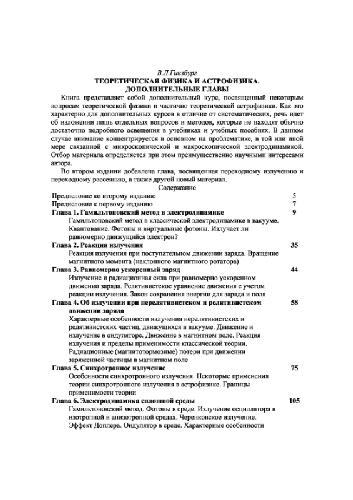 В.Л Гинзбург
ТЕОРЕТИЧЕСКАЯ ФИЗИКА И АСТРОФИЗИКА.
ДОПОЛНИТЕЛЬНЫЕ ГЛАВЫ
Книга представляет собой дополнительный курс, посвященный некоторым
вопросам теоретической физики и частично теоретической астрофизики. Как это
характерно для дополнительных курсов в отличие от систематических, речь идет
об изложении лишь отдельных вопросов и методов, которые не находят обычно
достаточно подробного освещения в учебниках и учебных пособиях. В данном
случае внимание концентрируется в основном на проблематике, в той или иной
мере связанной с микроскопической и макроскопической электродинамикой.
Отбор материала определяется при этом преимущественно научными интересами
автора.
Во втором издании добавлена глава, посвященная переходному излучению и
переходному рассеянию, а также другой новый материал.
Содержание
Предисловие ко второму изданию 5
Предисловие к первому изданию 7
Глава 1. Гамильтоновский метод в электродинамике 9
Гамильтоновский метод в классической электродинамике в вакууме.
Квантование. Фотоны и виртуальные фотоны. Излучает ли
равномерно движущийся электрон?
Глава 2. Реакция излучения 35
Реакция излучения при поступательном движении заряда. Вращение
магнитного момента (наклонного магнитного ротатора)
Глава 3. Равномерно ускоренный заряд 44
Излучение и радиационная сила при равномерно ускоренном
движении заряда. Релятивистское уравнение движения с учетом
реакции излучения. Закон сохранения энергии для заряда и поля
Глава 4. Об излучении при нерелятивистском и релятивистском 58
движении заряда
Характерные особенности излучения нерелятивистских и
релятивистских частиц, движущихся в вакууме. Движение и
излучение в ондуляторе. Движение в магнитном поле. Реакция
излучения и пределы применимости классической теории.
Радиационные (магнитотормозные) потери при движении
заряженной частицы в магнитном поле
Глава 5. Синхротронное излучение 75
Особенности синхротронного излучения. Некоторые применения
теории синхротронного излучения в астрофизике. Границы
применимости теории
Глава 6. Электродинамика сплошной среды 105
Гамильтоновский метод. Фотоны в среде. Излучение осциллятора в
изотропной и анизотропной средах. Черенковское излучение.
Эффект Доплера. Ондулятор в среде. Характерные особенности